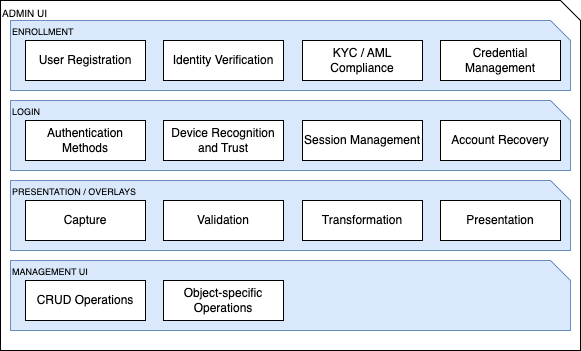 ADMIN UI
ENROLLMENT
User Registration
Identity Verification
KYC / AML
Compliance
Credential
Management
LOGIN
Authentication
Methods
Device Recognition
and Trust
Session Management
Account Recovery
PRESENTATION / OVERLAYS
Capture
Validation
Transformation
Presentation
MANAGEMENT UI
CRUD Operations
Object-specific
Operations